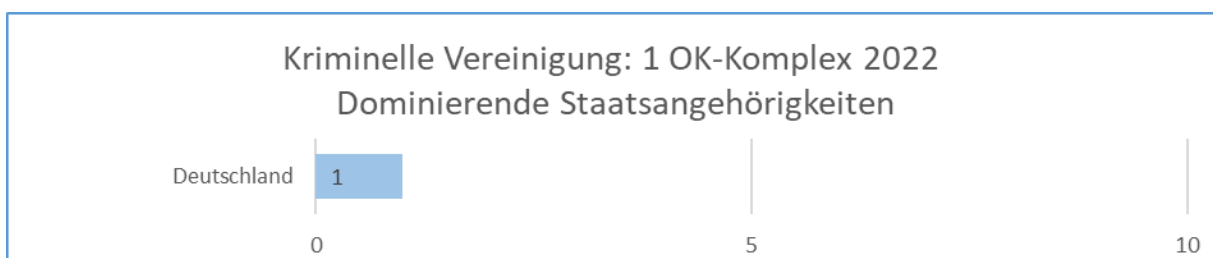 Kriminelle Vereinigung: 1 OK-Komplex 2022
Dominierende Staatsangehörigkeiten
Deutschland 1
0 5 10